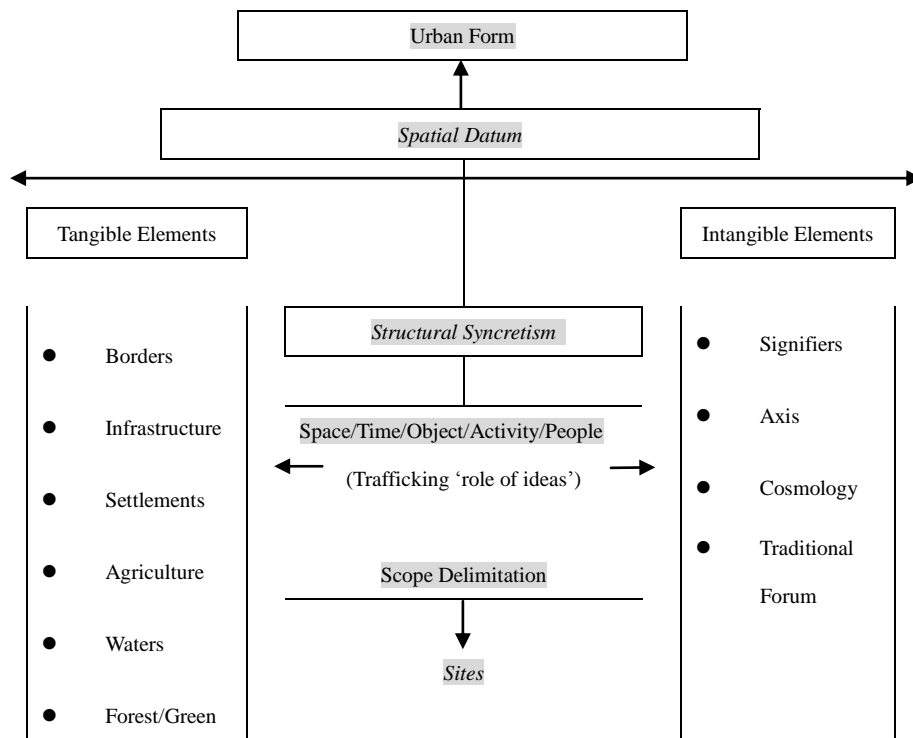 Urban Form
Spatial Datum
Tangible Elements
Intangible Elements
Structural Syncretism
● Borders
● Infrastructure
● Settlements
● Agriculture
● Waters
● Forest/Green
Space/Time/Object/Activity/People
(Trafficking ‘role of ideas’)
Scope Delimitation
Sites
● Signifiers
● Axis
● Cosmology
● Traditional
Forum